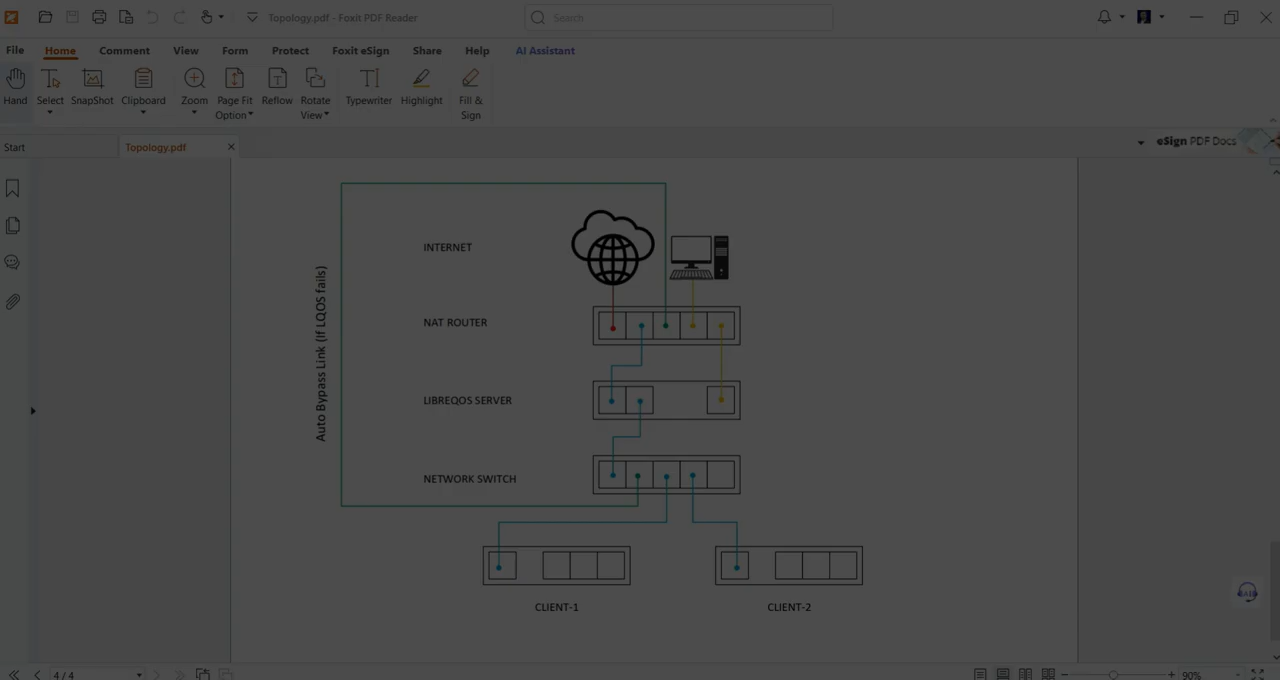 Topology.pdf - Foxit PDF Reader
Search
File Home Comment View Form Protect Foxit eSign Share Help AI Assistant
Hand Select SnapShot Clipboard Zoom Page Fit Option Reflow Rotate View Typewriter Highlight Fill & Sign
Start Topology.pdf
eSign PDF Docs
INTERNET
Auto Bypass Link (If LQOS fails)
NAT ROUTER
LIBREQOS SERVER
NETWORK SWITCH
CLIENT-1 CLIENT-2
4 / 4
90%